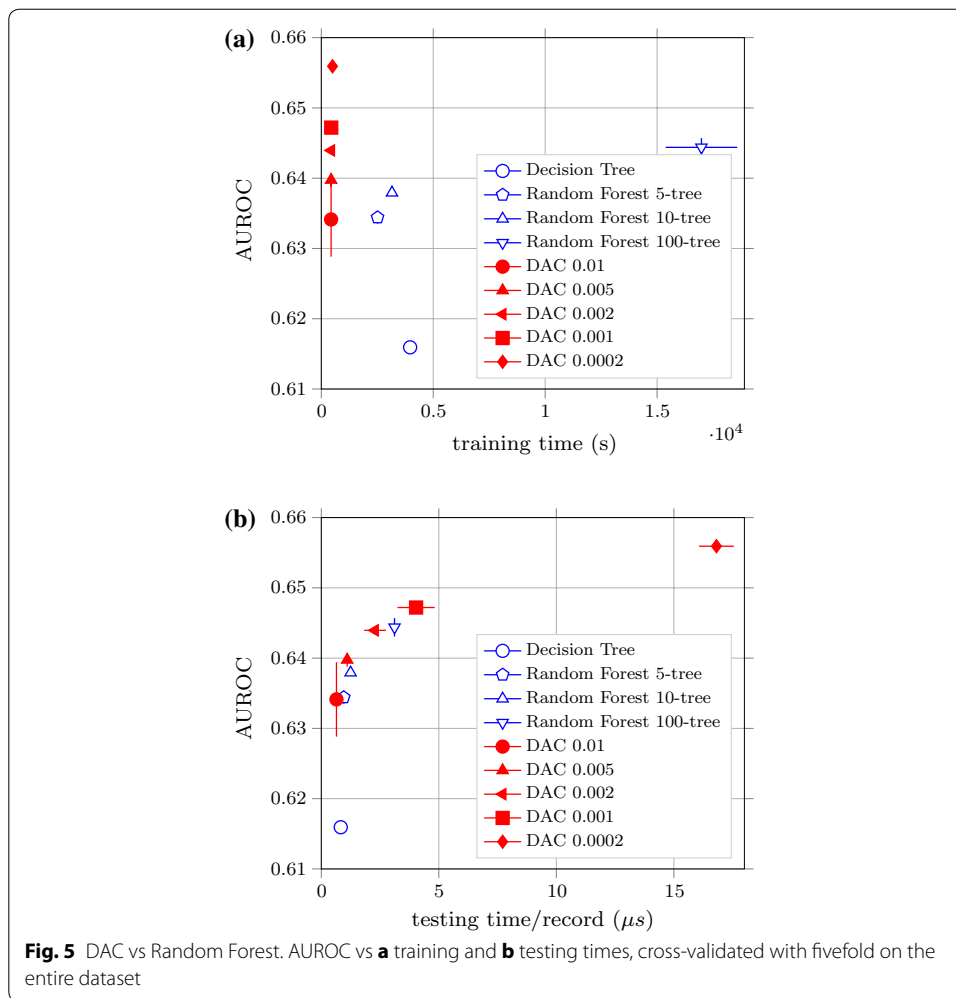 (a)
0.66
0.65
0.64
0.63
0.62
0.61
AUROC
Decision Tree
Random Forest 5-tree
Random Forest 10-tree
Random Forest 100-tree
DAC 0.01
DAC 0.005
DAC 0.002
DAC 0.001
DAC 0.0002
0 0.5 1 1.5
·10⁴
training time (s)
(b)
0.66
0.65
0.64
0.63
0.62
0.61
AUROC
Decision Tree
Random Forest 5-tree
Random Forest 10-tree
Random Forest 100-tree
DAC 0.01
DAC 0.005
DAC 0.002
DAC 0.001
DAC 0.0002
0 5 10 15
testing time/record (μs)
Fig. 5 DAC vs Random Forest. AUROC vs a training and b testing times, cross-validated with fivefold on the
entire dataset